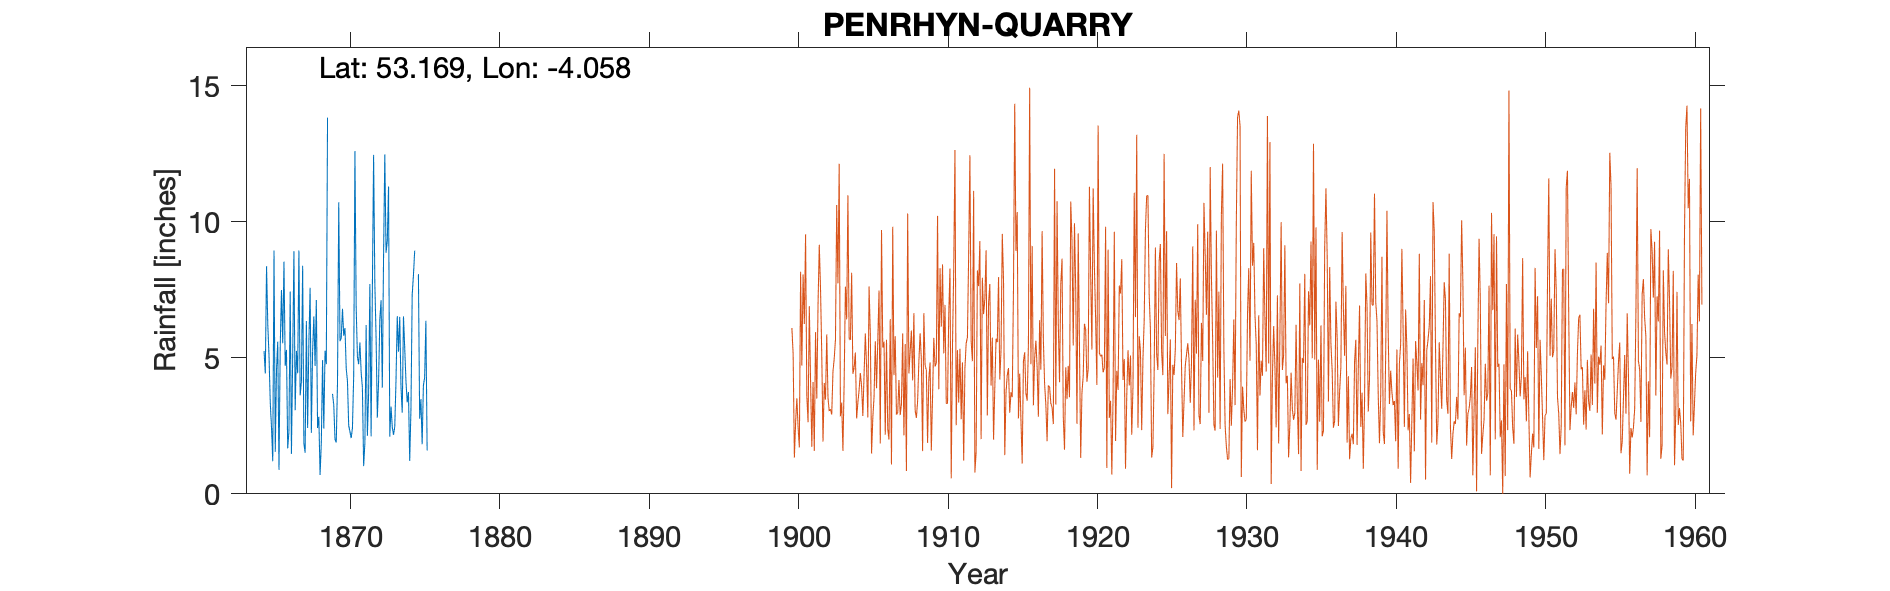 PENRHYN-QUARRY
Lat: 53.169, Lon: -4.058
15
10
5
0
Rainfall [inches]
1870 1880 1890 1900 1910 1920 1930 1940 1950 1960
Year